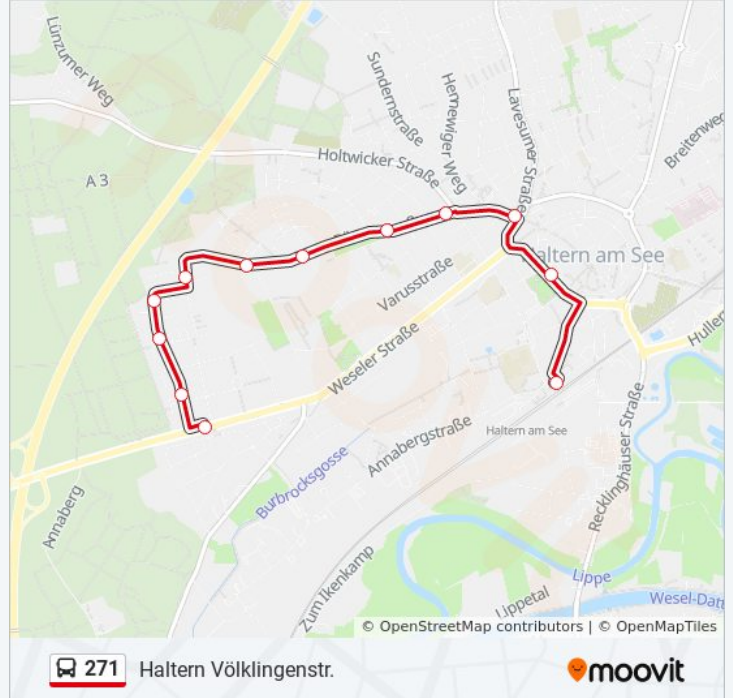 Lünzumer Weg
Sundernstraße
Hennewiger Weg
Lavesumer Straße
Breitenweg
Holtwicker Straße
A 3
Haltern am See
Varusstraße
Weseler Straße
Huller
Annabergstraße
Haltern am See
Recklinghäuser Straße
Burbrocksgosse
Annaberg
Zum Ikenkamp
Lippe
Lippetal
Wesel-Datt
© OpenStreetMap contributors | © OpenMapTiles
271 Haltern Völklingenstr.
moovit